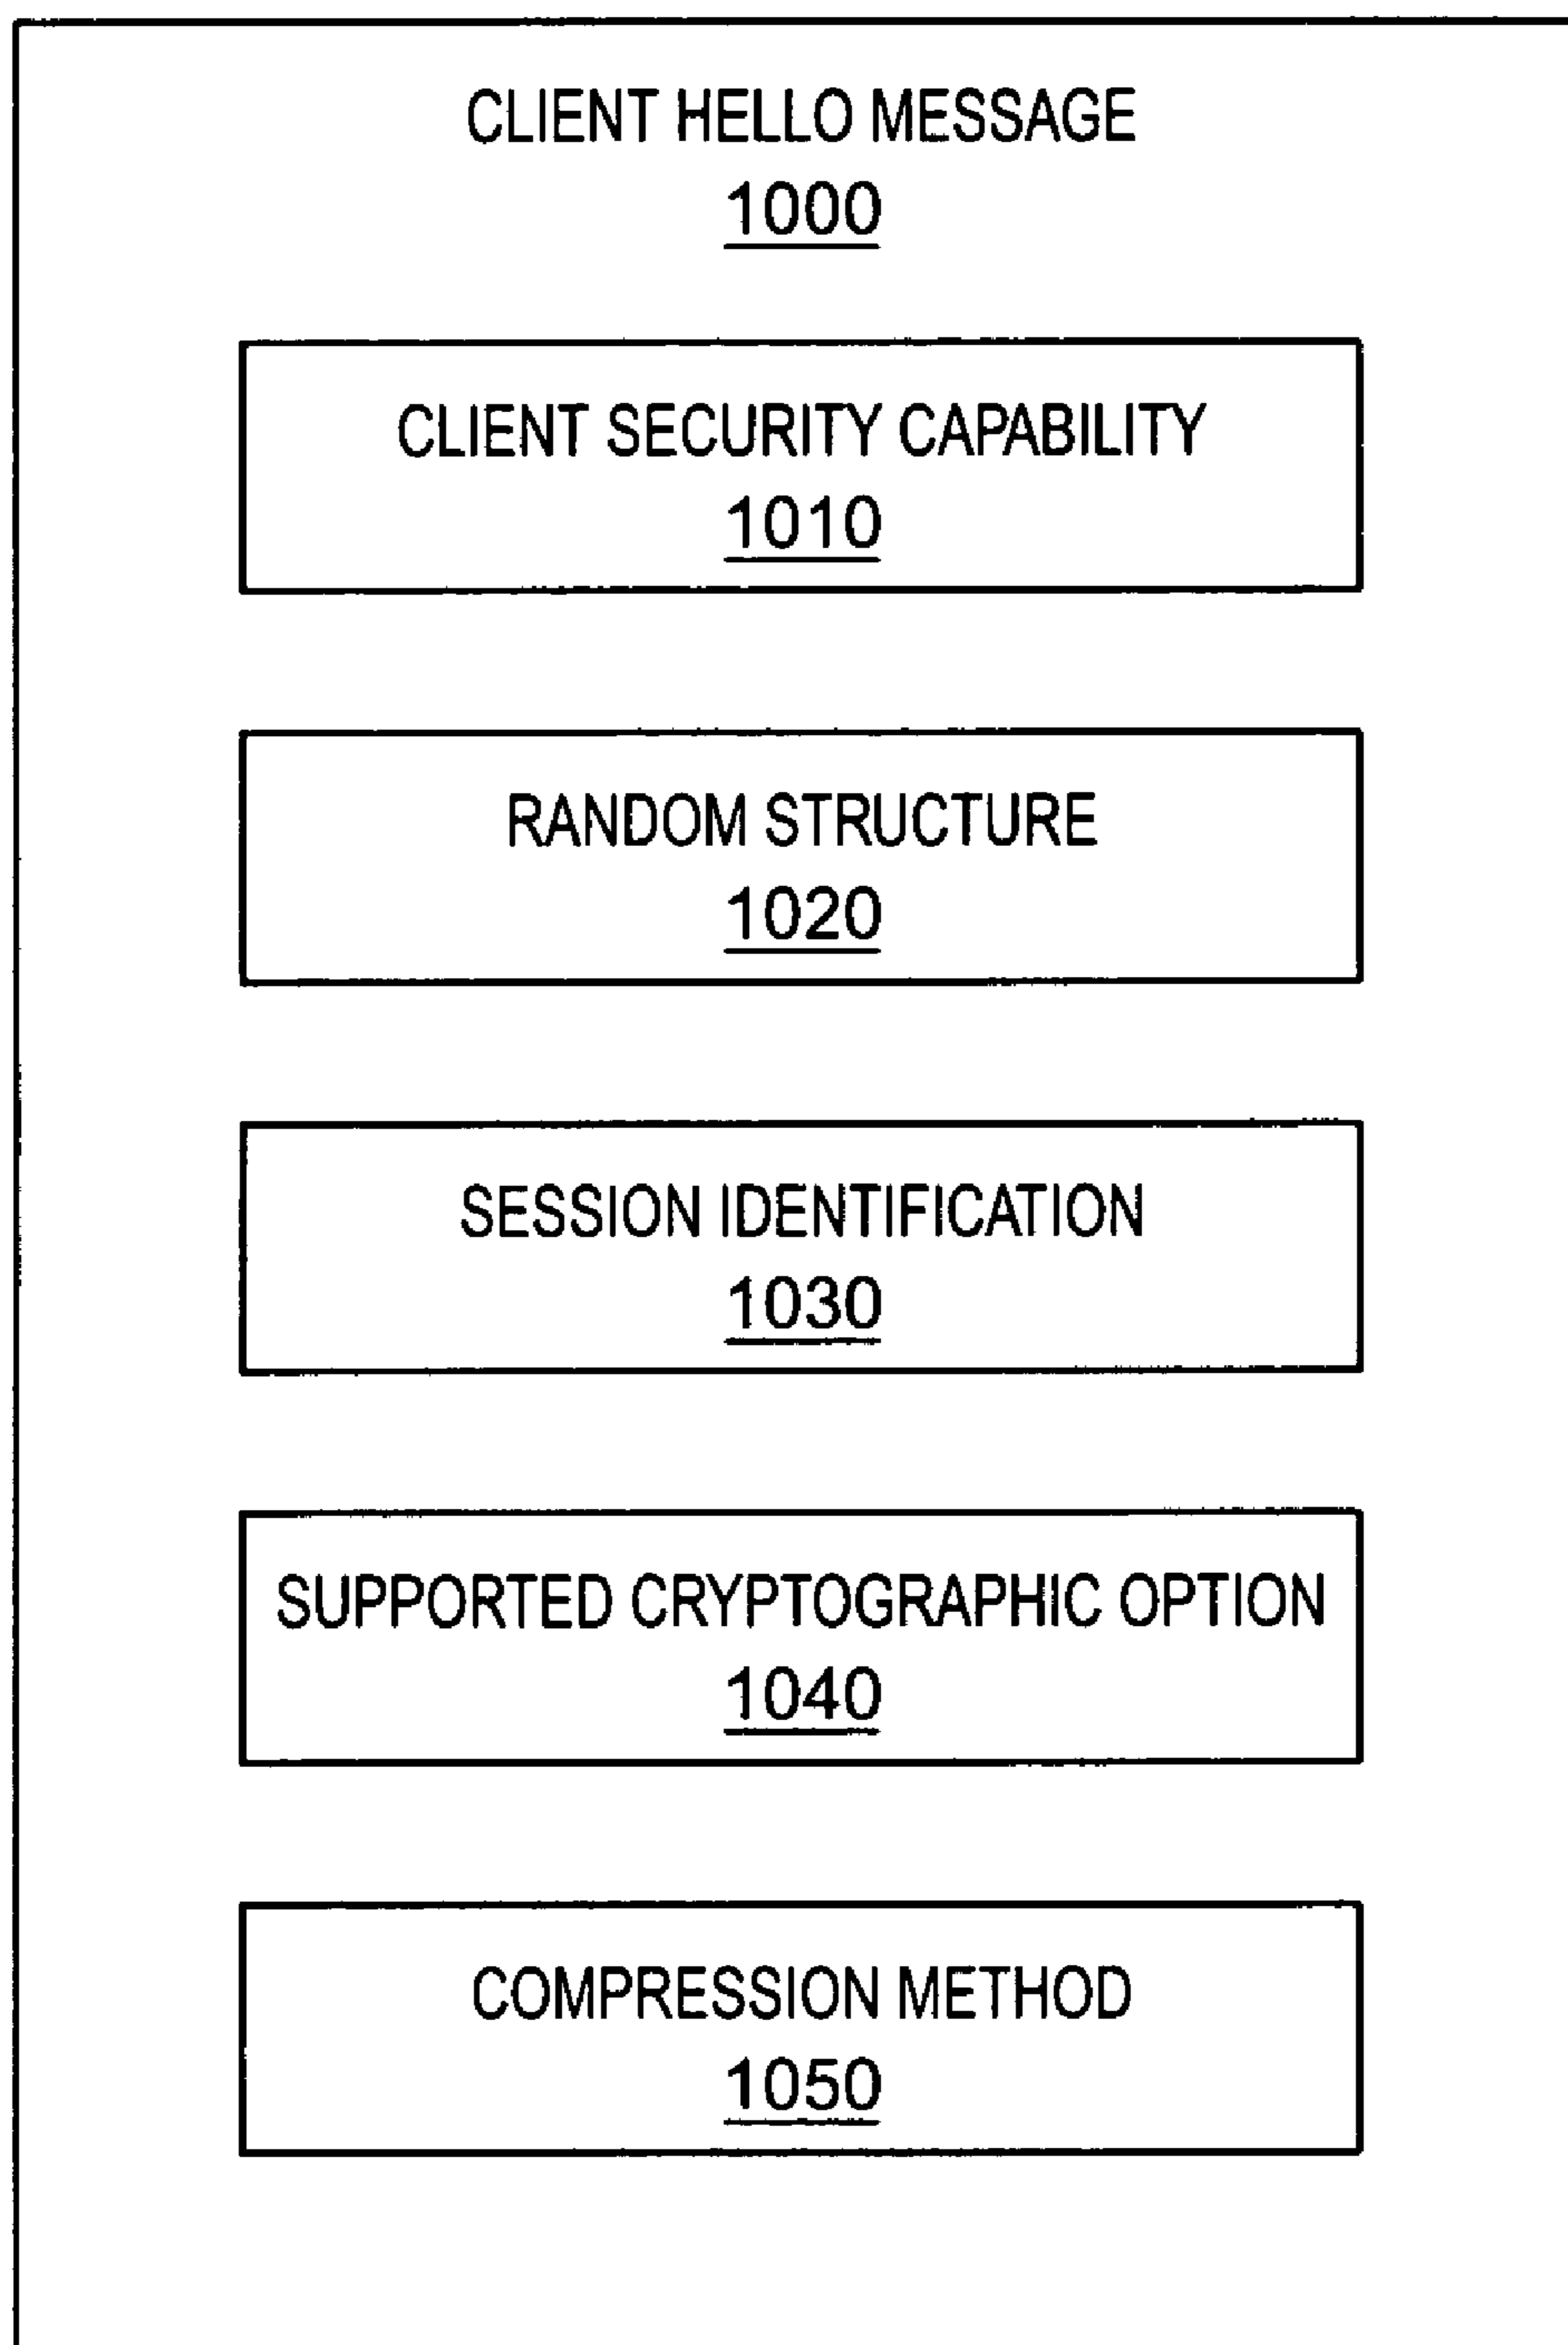 CLIENT HELLO MESSAGE
1000
CLIENT SECURITY CAPABILITY
1010
RANDOM STRUCTURE
1020
SESSION IDENTIFICATION
1030
SUPPORTED CRYPTOGRAPHIC OPTION
1040
COMPRESSION METHOD
1050